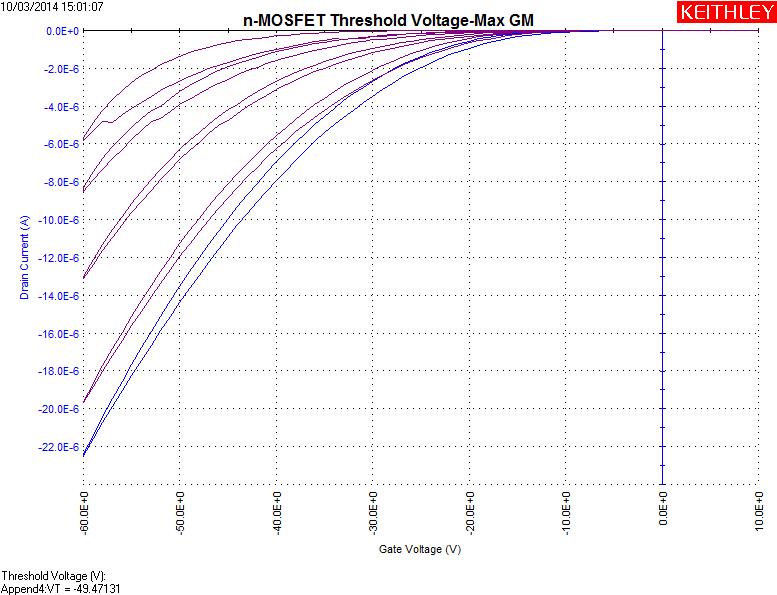 10/03/2014 15:01:07
n-MOSFET Threshold Voltage-Max GM
KEITHLEY
0.0E+0
-2.0E-6
-4.0E-6
-6.0E-6
-8.0E-6
-10.0E-6
-12.0E-6
-14.0E-6
-16.0E-6
-18.0E-6
-20.0E-6
-22.0E-6
Drain Current (A)
-60.0E+0
-50.0E+0
-40.0E+0
-30.0E+0
-20.0E+0
-10.0E+0
0.0E+0
10.0E+0
Gate Voltage (V)
Threshold Voltage (V):
Append4:VT = -49.47131